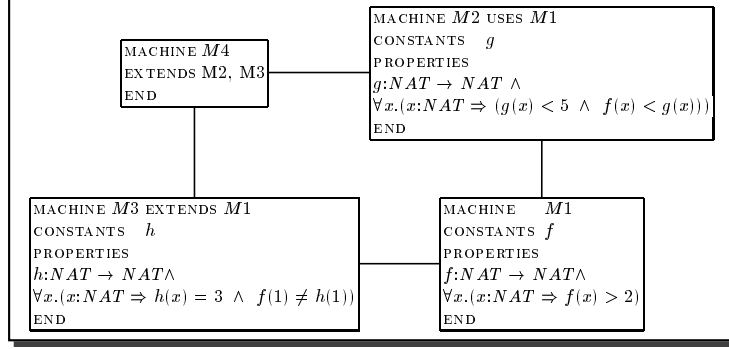 MACHINE M4
EXTENDS M2, M3
END
MACHINE M2 USES M1
CONSTANTS g
PROPERTIES
g:NAT → NAT ∧
∀x.(x:NAT ⇒ (g(x) < 5 ∧ f(x) < g(x)))
END
MACHINE M3 EXTENDS M1
CONSTANTS h
PROPERTIES
h:NAT → NAT∧
∀x.(x:NAT ⇒ h(x) = 3 ∧ f(1) ≠ h(1))
END
MACHINE M1
CONSTANTS f
PROPERTIES
f:NAT → NAT∧
∀x.(x:NAT ⇒ f(x) > 2)
END